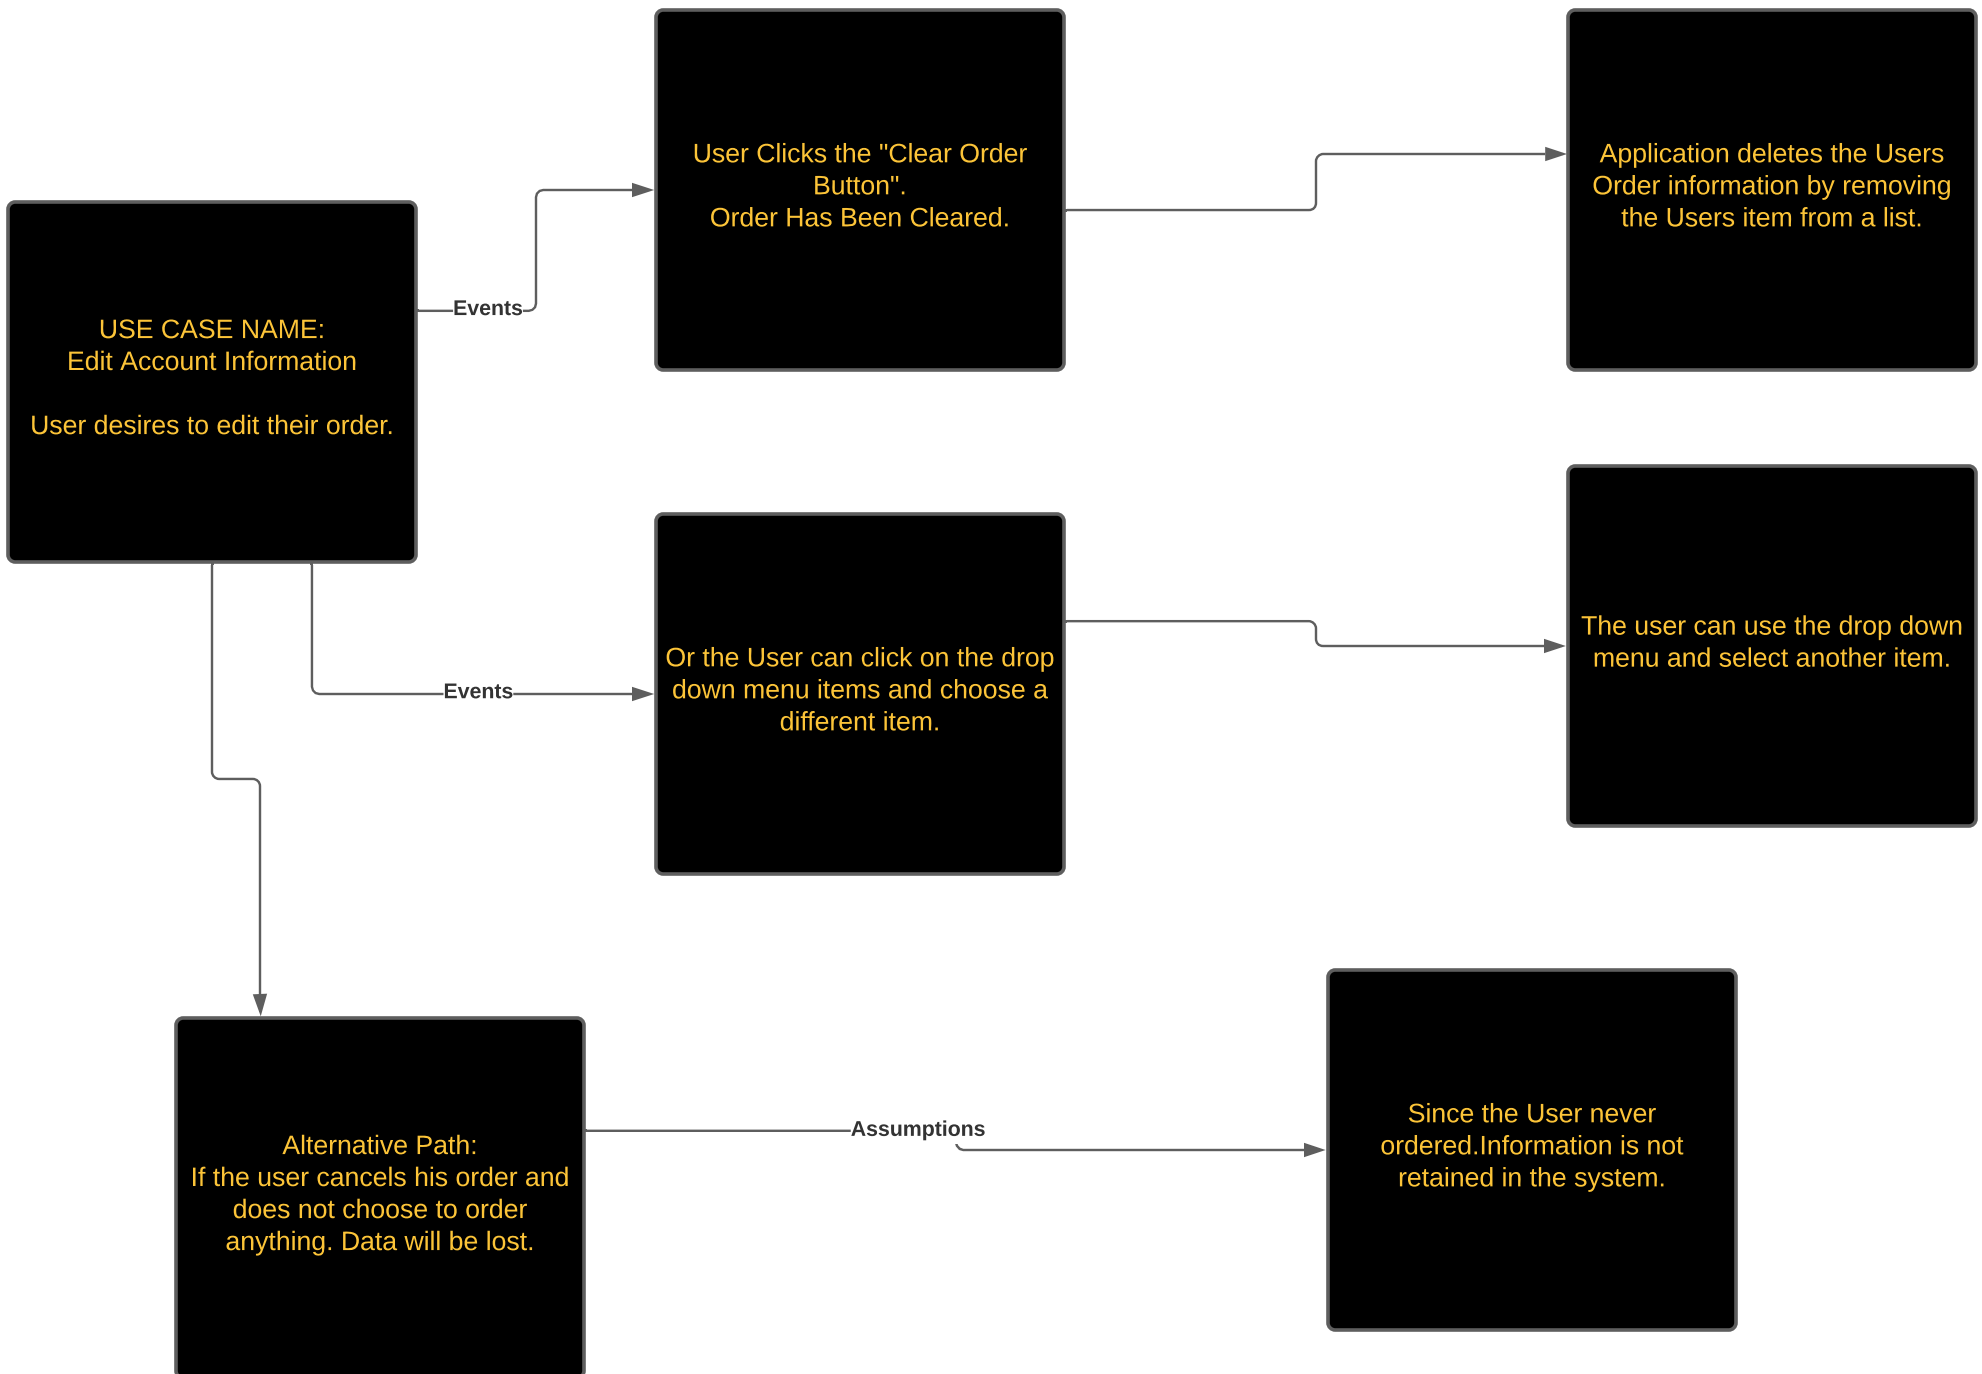 USE CASE NAME:
Edit Account Information
User desires to edit their order.
Events
User Clicks the "Clear Order
Button".
Order Has Been Cleared.
Application deletes the Users
Order information by removing
the Users item from a list.
Events
Or the User can click on the drop
down menu items and choose a
different item.
The user can use the drop down
menu and select another item.
Alternative Path:
If the user cancels his order and
does not choose to order
anything. Data will be lost.
Assumptions
Since the User never
ordered.Information is not
retained in the system.